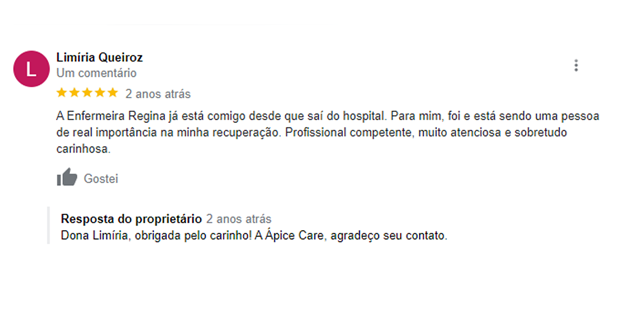 L
Limíria Queiroz
Um comentário
2 anos atrás
A Enfermeira Regina já está comigo desde que saí do hospital. Para mim, foi e está sendo uma pessoa
de real importância na minha recuperação. Profissional competente, muito atenciosa e sobretudo
carinhosa.
Gostei
Resposta do proprietário 2 anos atrás
Dona Limíria, obrigada pelo carinho! A Ápice Care, agradeço seu contato.